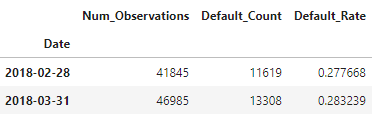 Num_Observations Default_Count Default_Rate
Date
2018-02-28 41845 11619 0.277668
2018-03-31 46985 13308 0.283239